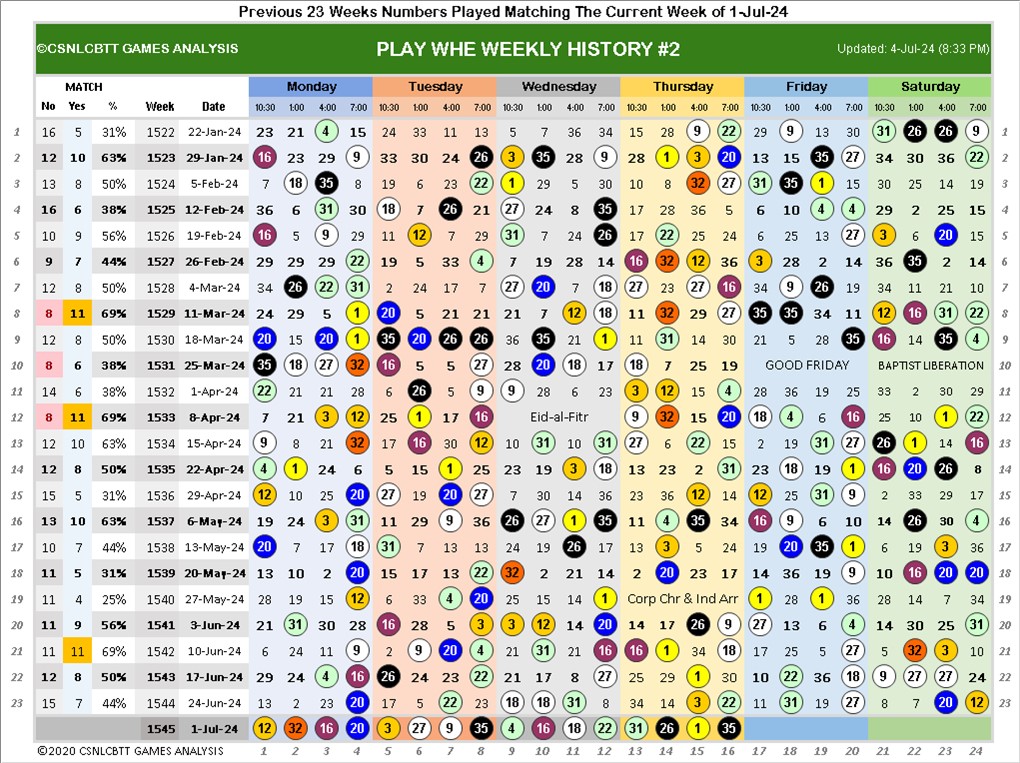 Previous 23 Weeks Numbers Played Matching The Current Week of 1-Jul-24
©CSNLCBTT GAMES ANALYSIS PLAY WHE WEEKLY HISTORY #2 Updated: 4-Jul-24 (8:33 PM)
MATCH Monday Tuesday Wednesday Thursday Friday Saturday
No Yes % Week Date 10:30 1:00 4:00 7:00 10:30 1:00 4:00 7:00 10:30 1:00 4:00 7:00 10:30 1:00 4:00 7:00 10:30 1:00 4:00 7:00 10:30 1:00 4:00 7:00
1 16 5 31% 1522 22-Jan-24 23 21 4 15 24 33 11 13 5 7 36 34 15 28 9 22 29 9 13 30 31 26 26 9 1
2 12 10 63% 1523 29-Jan-24 16 23 29 9 33 30 24 26 3 35 28 9 28 1 3 20 13 15 35 27 34 30 36 22 2
3 13 8 50% 1524 5-Feb-24 7 18 35 8 19 6 23 22 1 29 5 30 10 8 32 27 31 35 1 15 30 25 14 19 3
4 16 6 38% 1525 12-Feb-24 36 6 31 30 18 7 26 21 27 24 8 35 17 28 36 5 6 10 4 4 29 2 25 15 4
5 10 9 56% 1526 19-Feb-24 16 5 9 29 11 12 7 29 31 7 24 26 17 22 25 24 6 25 13 27 3 6 20 15 5
6 9 7 44% 1527 26-Feb-24 29 29 29 22 19 5 33 4 7 19 28 14 16 32 12 36 3 28 2 14 36 35 2 14 6
7 12 8 50% 1528 4-Mar-24 34 26 22 31 2 24 17 7 27 20 7 18 27 23 27 16 34 9 26 19 34 11 21 10 7
8 8 11 69% 1529 11-Mar-24 24 29 5 1 20 5 21 21 21 7 12 18 11 32 29 27 35 35 34 11 12 16 31 22 8
9 12 8 50% 1530 18-Mar-24 20 15 20 1 35 20 26 26 36 35 21 1 11 31 14 30 21 5 28 35 16 14 35 4 9
10 8 6 38% 1531 25-Mar-24 35 18 27 32 16 5 5 27 28 20 18 17 18 7 25 19 GOOD FRIDAY BAPTIST LIBERATION 10
11 14 6 38% 1532 1-Apr-24 22 21 21 28 6 26 5 9 9 28 6 23 3 12 15 4 28 21 36 25 33 2 30 29 11
12 8 11 69% 1533 8-Apr-24 7 21 3 12 25 1 17 16 Eid-al-Fitr 9 32 15 20 18 4 6 16 25 10 1 22 12
13 12 10 63% 1534 15-Apr-24 9 8 24 32 17 16 30 12 10 31 10 31 27 6 22 15 2 19 31 27 26 1 14 16 13
14 12 8 50% 1535 22-Apr-24 4 1 24 6 5 15 1 25 23 19 3 18 13 23 2 31 23 18 19 1 16 20 26 8 14
15 15 5 31% 1536 29-Apr-24 12 10 25 20 27 19 20 27 7 30 14 36 23 36 12 14 12 25 31 9 2 33 29 17 15
16 13 10 63% 1537 6-May-24 19 24 3 31 11 29 9 36 26 27 1 35 11 4 35 34 16 9 6 10 14 26 30 4 16
17 10 7 44% 1538 13-May-24 20 7 17 18 31 7 13 13 24 19 26 17 13 3 5 24 19 20 35 1 6 22 3 36 17
18 11 5 31% 1539 20-May-24 13 10 2 20 15 17 13 22 32 2 21 14 2 20 23 17 14 36 19 9 10 16 20 20 18
19 11 4 25% 1540 27-May-24 28 19 15 12 6 33 4 20 25 15 14 1 Corp Chr & Ind Arr 1 28 1 36 28 14 7 34 19
20 11 9 56% 1541 3-Jun-24 21 31 30 28 16 28 5 3 3 12 14 20 14 17 26 9 27 13 6 4 14 30 25 31 20
21 11 11 69% 1542 10-Jun-24 6 24 11 9 2 9 20 4 21 31 21 16 16 1 34 18 17 25 5 27 21 32 3 10 21
22 12 8 50% 1543 17-Jun-24 29 24 4 16 26 24 23 22 21 17 8 27 25 29 1 30 10 22 36 18 9 27 27 24 22
23 15 7 44% 1544 24-Jun-24 13 2 23 20 17 7 22 23 18 18 31 8 34 14 3 22 11 31 19 27 8 7 20 12 23
1545 1-Jul-24 12 32 16 20 3 27 9 35 4 16 18 22 31 26 1 35
©2020 CSNLCBTT GAMES ANALYSIS 1 2 3 4 5 6 7 8 9 10 11 12 13 14 15 16 17 18 19 20 21 22 23 24